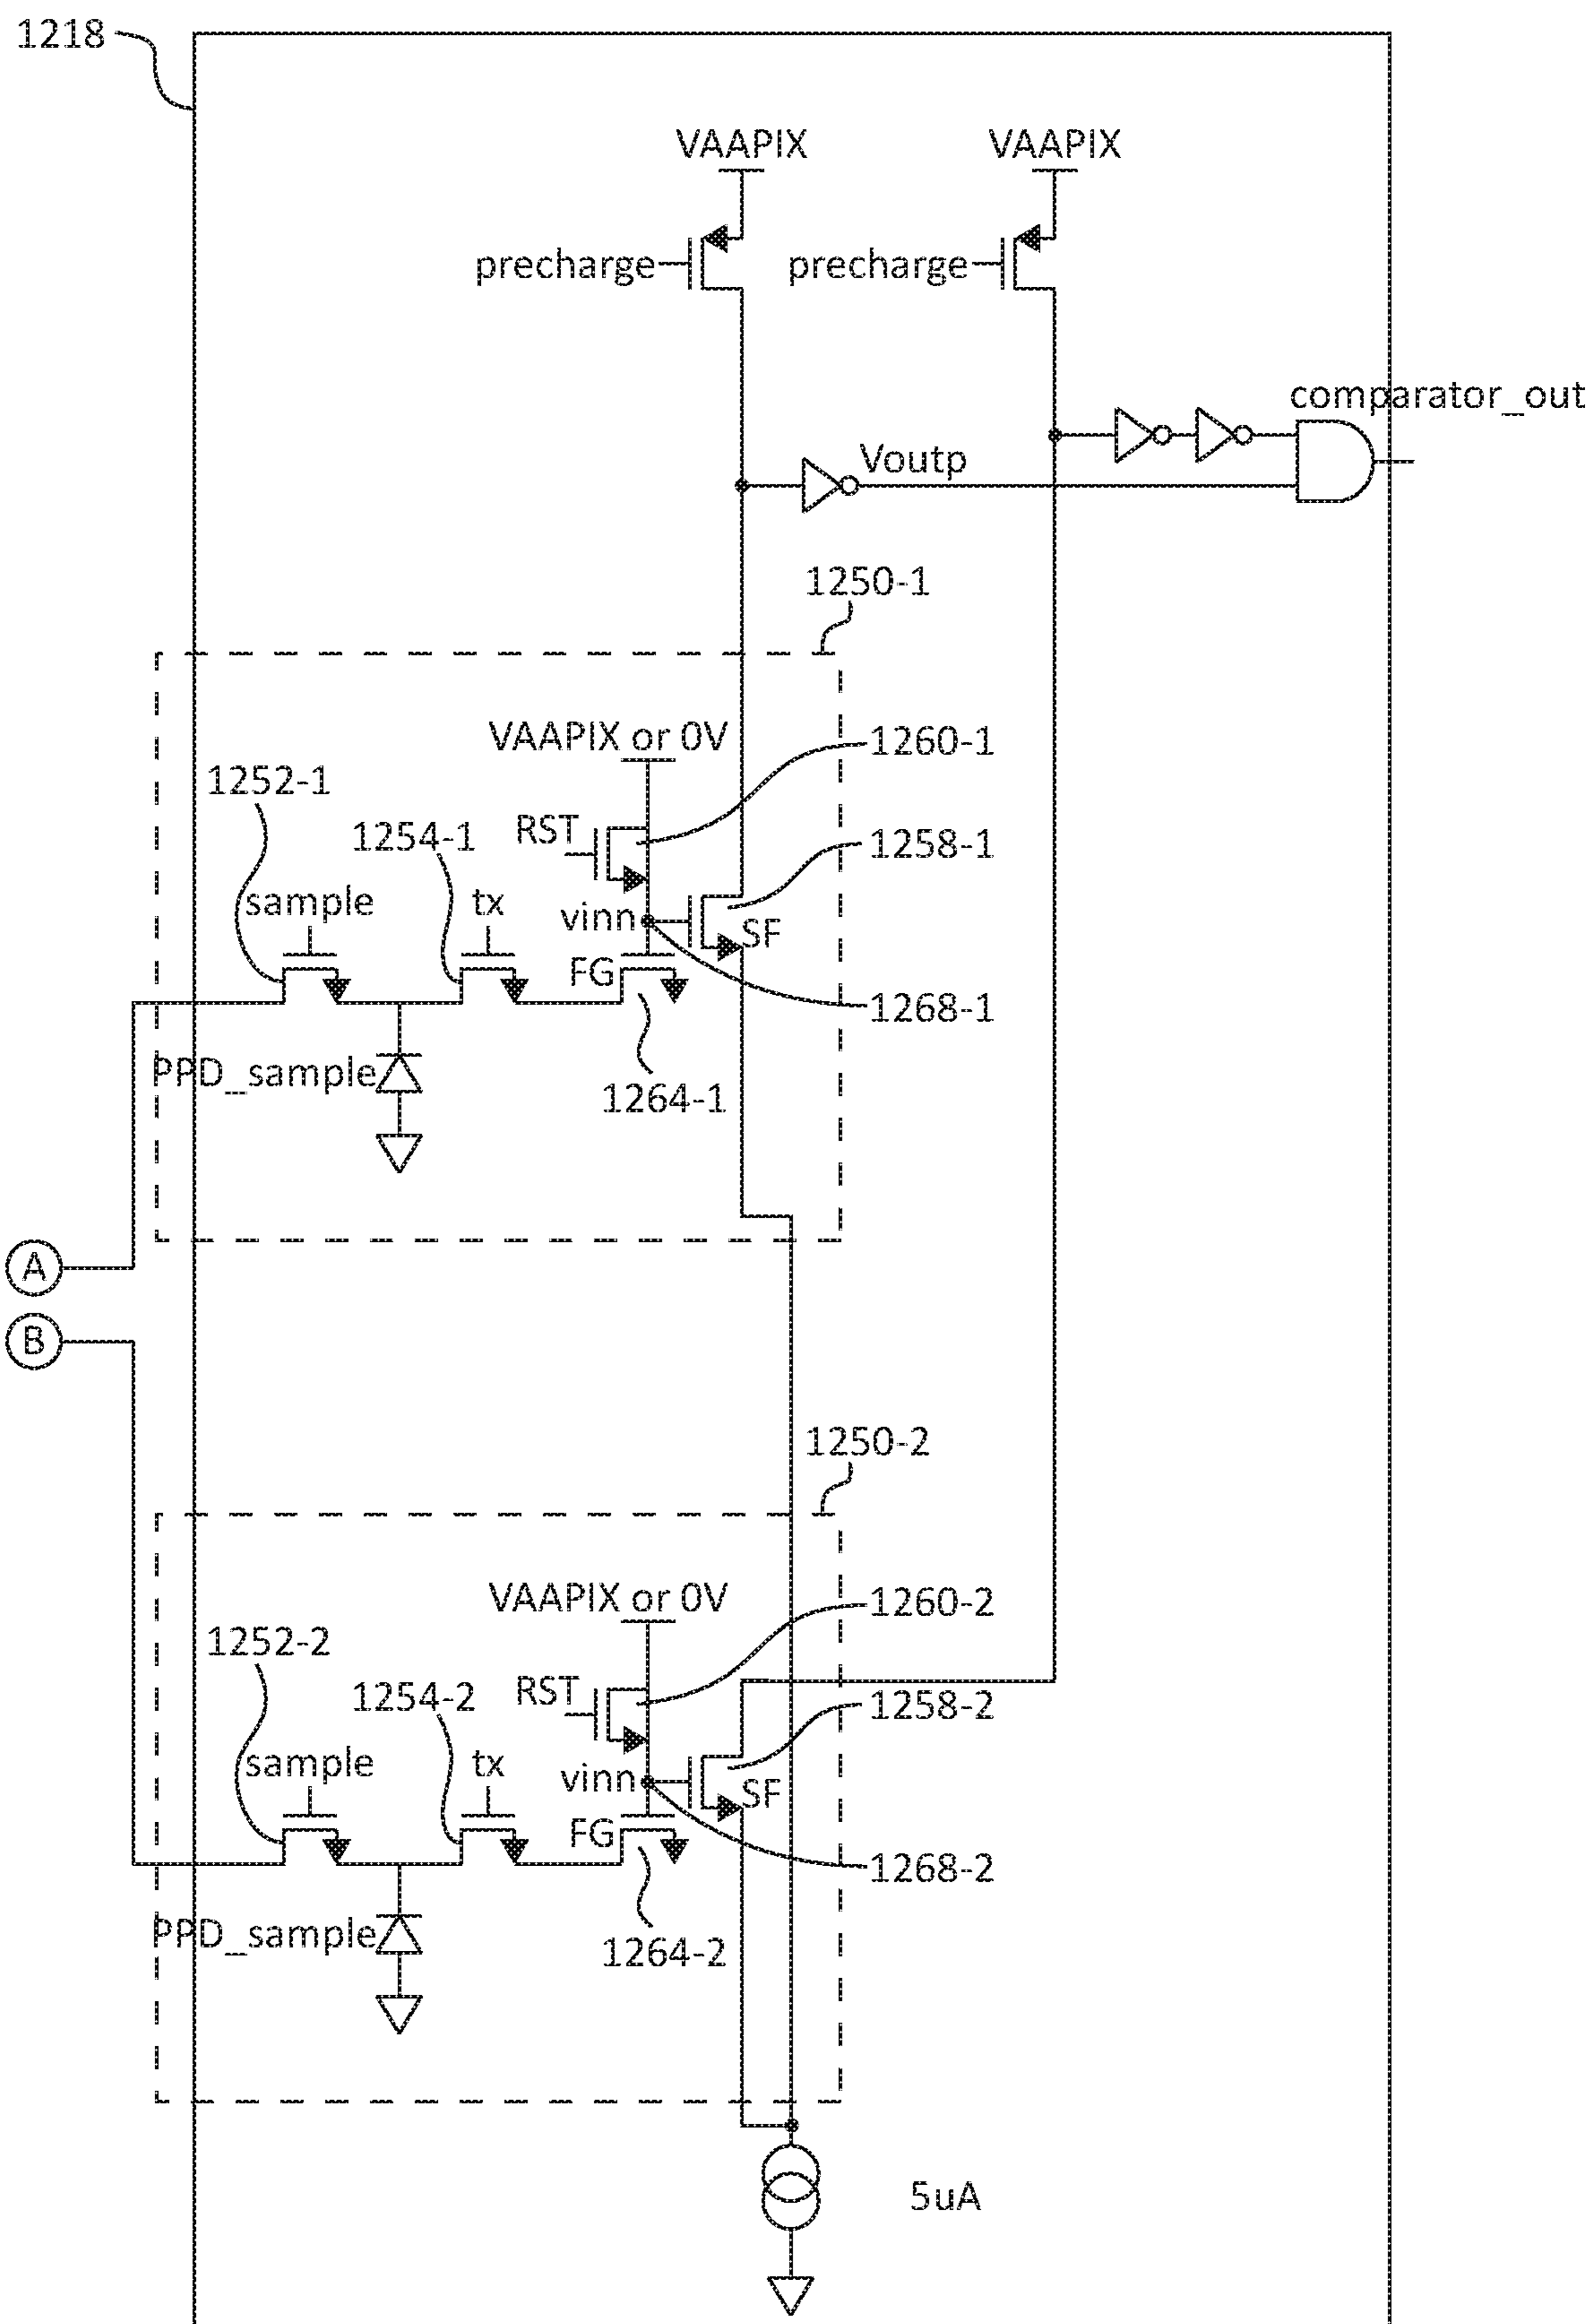 1218
VAAPIX
VAAPIX
precharge
precharge
comparator_out
Voutp
1250-1
VAAPIX or 0V
1260-1
1252-1
RST
1254-1
1258-1
sample
tx
vinn
SF
FG
1268-1
PPD_sample
1264-1
A
B
1250-2
VAAPIX or 0V
1260-2
1252-2
RST
1254-2
1258-2
sample
tx
vinn
SF
FG
1268-2
PPD_sample
1264-2
5uA